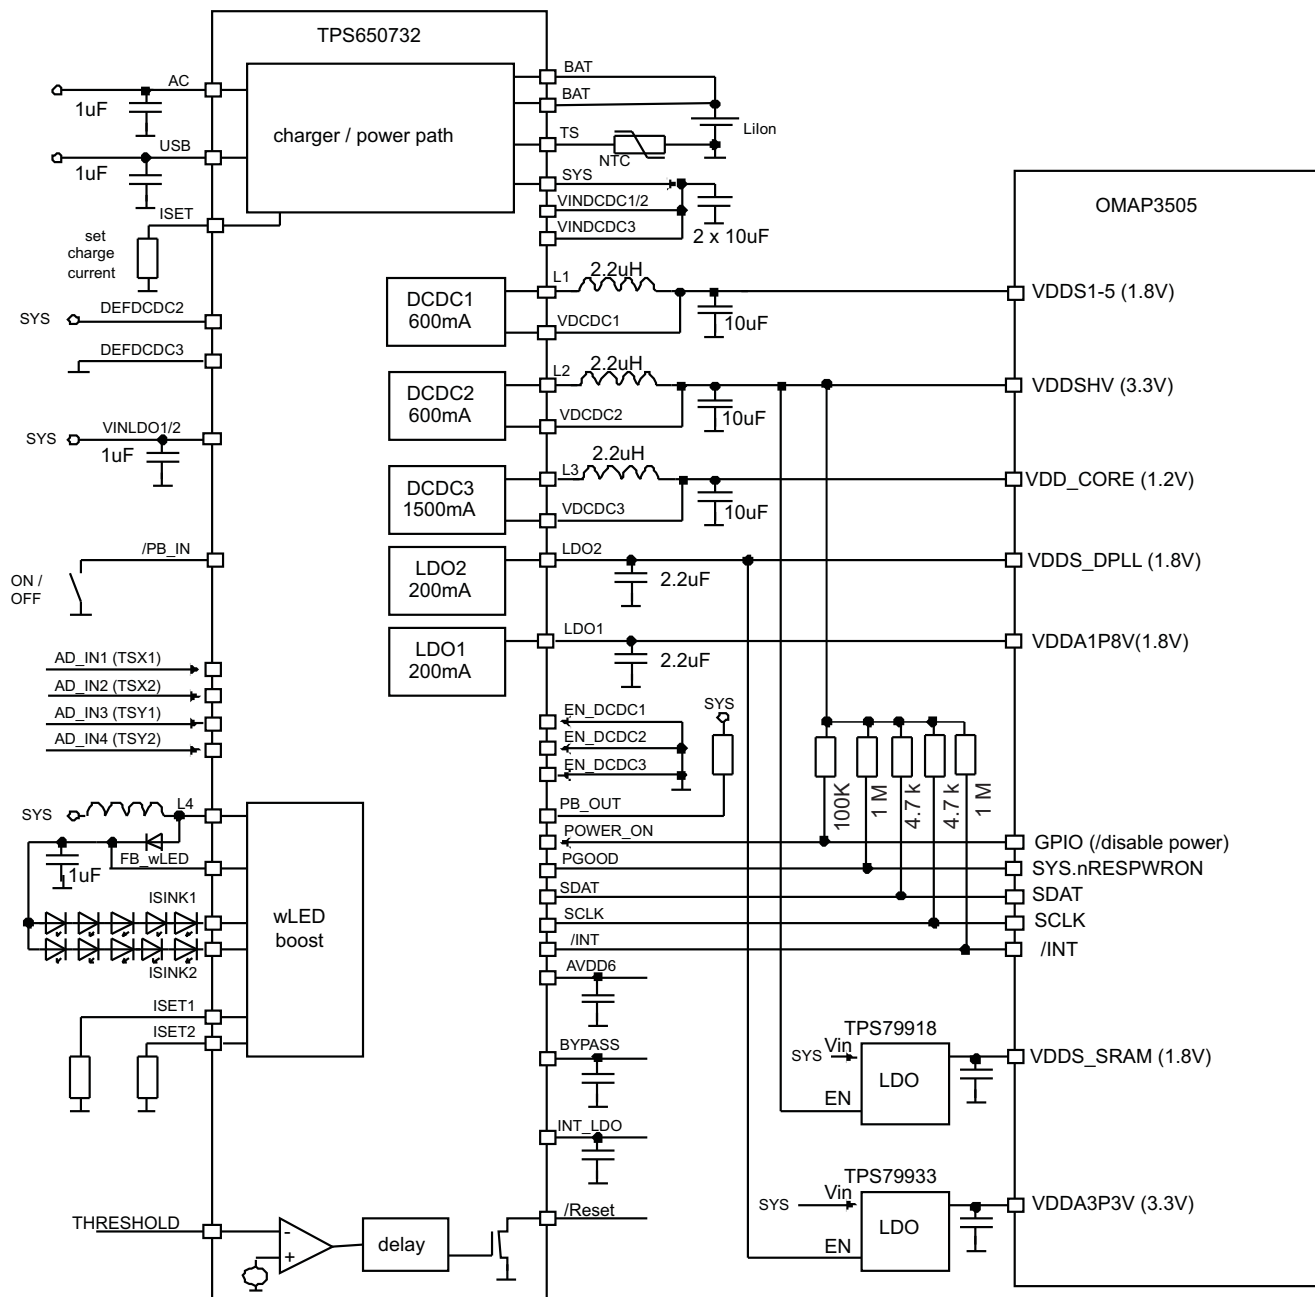 TPS650732
AC
1uF
USB
1uF
ISET
set
charge
current
charger / power path
BAT
BAT
LiIon
TS
NTC
SYS
VINDCDC1/2
VINDCDC3
2 x 10uF
OMAP3505
SYS
DEFDCDC2
DEFDCDC3
DCDC1
600mA
L1
2.2uH
VDCDC1
10uF
VDDS1-5 (1.8V)
DCDC2
600mA
L2
2.2uH
VDCDC2
10uF
VDDSHV (3.3V)
SYS
VINLDO1/2
1uF
DCDC3
1500mA
L3
2.2uH
VDCDC3
10uF
VDD_CORE (1.2V)
/PB_IN
ON /
OFF
LDO2
200mA
LDO2
2.2uF
VDDS_DPLL (1.8V)
LDO1
200mA
LDO1
2.2uF
VDDA1P8V(1.8V)
AD_IN1 (TSX1)
AD_IN2 (TSX2)
AD_IN3 (TSY1)
AD_IN4 (TSY2)
EN_DCDC1
EN_DCDC2
EN_DCDC3
SYS
100K
1 M
4.7 k
4.7 k
1 M
PB_OUT
POWER_ON
GPIO (/disable power)
PGOOD
SYS.nRESPWRON
SDAT
SDAT
SCLK
SCLK
/INT
/INT
SYS
L4
1uF
FB_wLED
wLED
boost
ISINK1
ISINK2
ISET1
ISET2
AVDD6
BYPASS
INT_LDO
TPS79918
SYS
Vin
LDO
EN
VDDS_SRAM (1.8V)
TPS79933
SYS
Vin
LDO
EN
VDDA3P3V (3.3V)
THRESHOLD
-
+
delay
/Reset